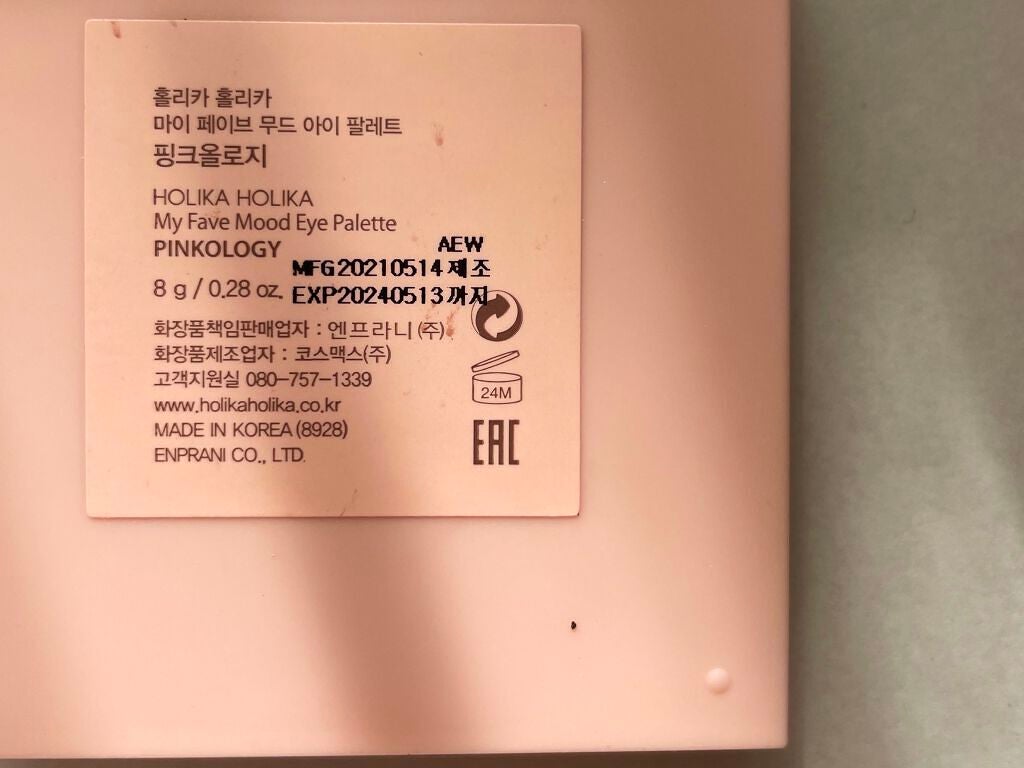 홀리카 홀리카
마이 페이브 무드 아이 팔레트
핑크올로지
HOLIKA HOLIKA
My Fave Mood Eye Palette
PINKOLOGY
AEW
MFG20210514제조
8 g / 0.28 oz.
EXP20240513까지
화장품책임판매업자 : 엔프라니(주)
화장품제조업자 : 코스맥스(주)
고객지원실 080-757-1339
www.holikaholika.co.kr
MADE IN KOREA (8928)
ENPRANI CO., LTD.
24M
EAC